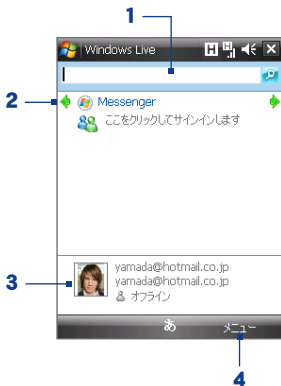 1
Windows Live
2
Messenger
ここをクリックしてサインインします
3
yamada@hotmail.co.jp
yamada@hotmail.co.jp
オフライン
あ メニュー
4